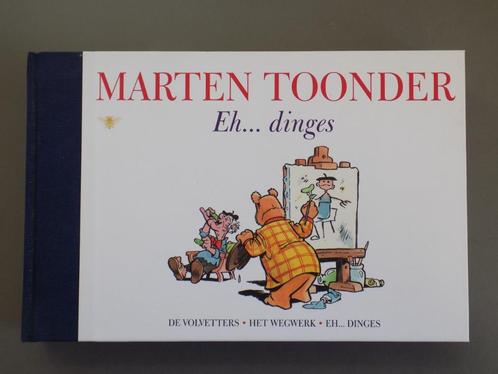 MARTEN TOONDER
Eh... dinges
DE VOLVETTERS • HET WEGWERK • EH... DINGES